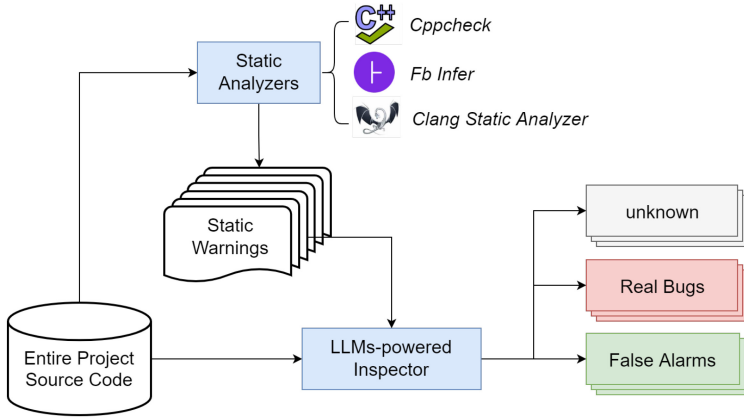 C++
Cppcheck
Static
Analyzers
Fb Infer
Clang Static Analyzer
Static
Warnings
unknown
Real Bugs
False Alarms
LLMs-powered
Inspector
Entire Project
Source Code